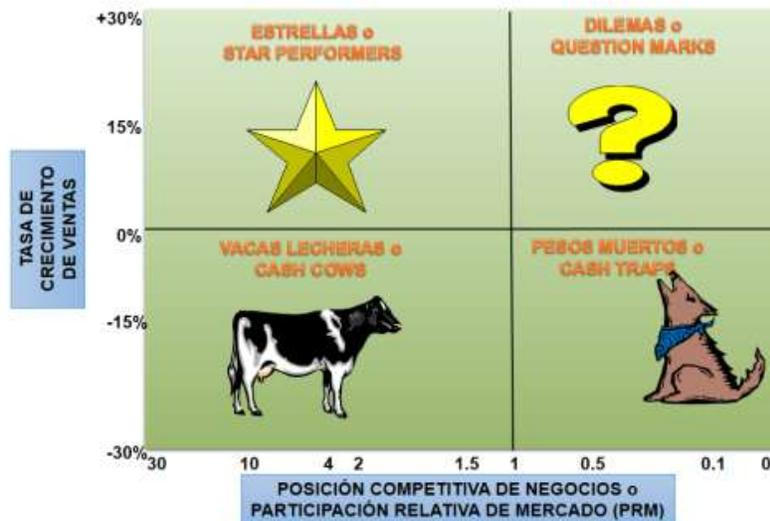 +30%
ESTRELLAS o
STAR PERFORMERS
DILEMAS o
QUESTION MARKS
15%
TASA DE
CRECIMIENTO
DE VENTAS
0%
VACAS LECHERAS o
CASH COWS
PESOS MUERTOS o
CASH TRAPS
-15%
-30%
30 10 4 2 1.5 1 0.5 0.1 0
POSICIÓN COMPETITIVA DE NEGOCIOS o
PARTICIPACIÓN RELATIVA DE MERCADO (PRM)